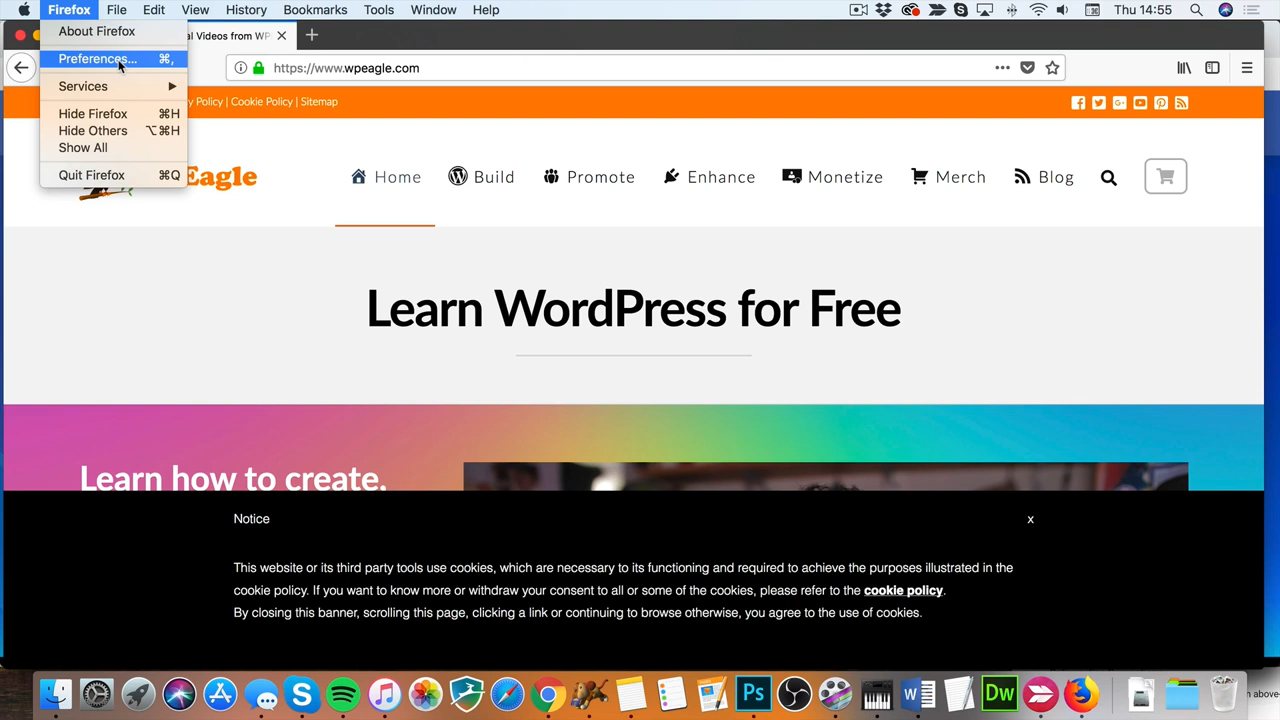 Firefox File Edit View History Bookmarks Tools Window Help Thu 14:55
About Firefox
Preferences... ⌘,
Services
Hide Firefox ⌘H
Hide Others ⌥⌘H
Show All
Quit Firefox ⌘Q
al Videos from WP
https://www.wpeagle.com
cy Policy | Cookie Policy | Sitemap
Eagle
Home Build Promote Enhance Monetize Merch Blog
Learn WordPress for Free
Learn how to create,
Notice x
This website or its third party tools use cookies, which are necessary to its functioning and required to achieve the purposes illustrated in the
cookie policy. If you want to know more or withdraw your consent to all or some of the cookies, please refer to the cookie policy.
By closing this banner, scrolling this page, clicking a link or continuing to browse otherwise, you agree to the use of cookies.
Ps Dw
n above-